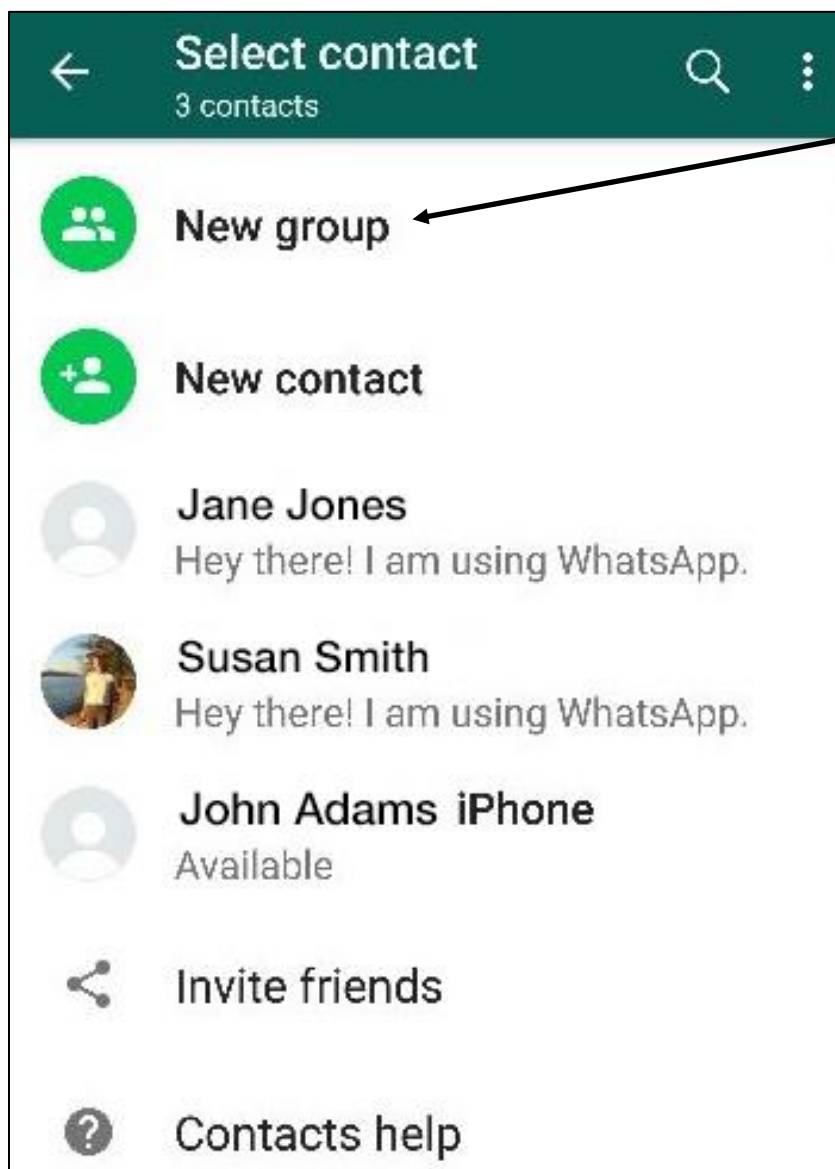 Select contact
3 contacts
New group
New contact
Jane Jones
Hey there! I am using WhatsApp.
Susan Smith
Hey there! I am using WhatsApp.
John Adams iPhone
Available
Invite friends
Contacts help